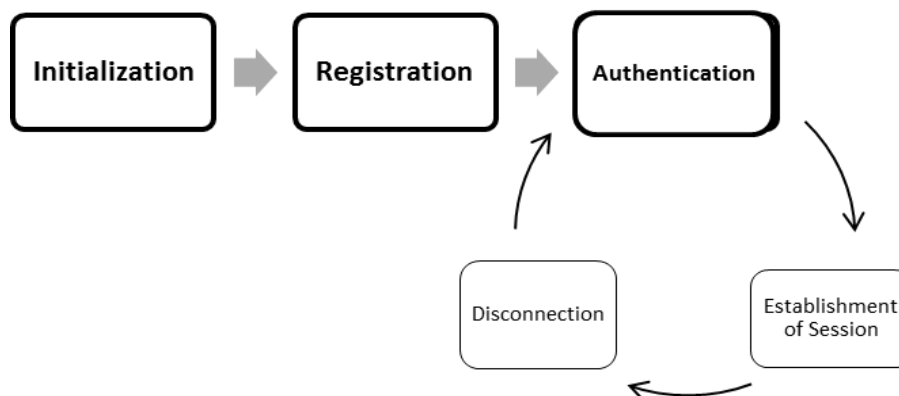 Initialization
Registration
Authentication
Disconnection
Establishment
of Session